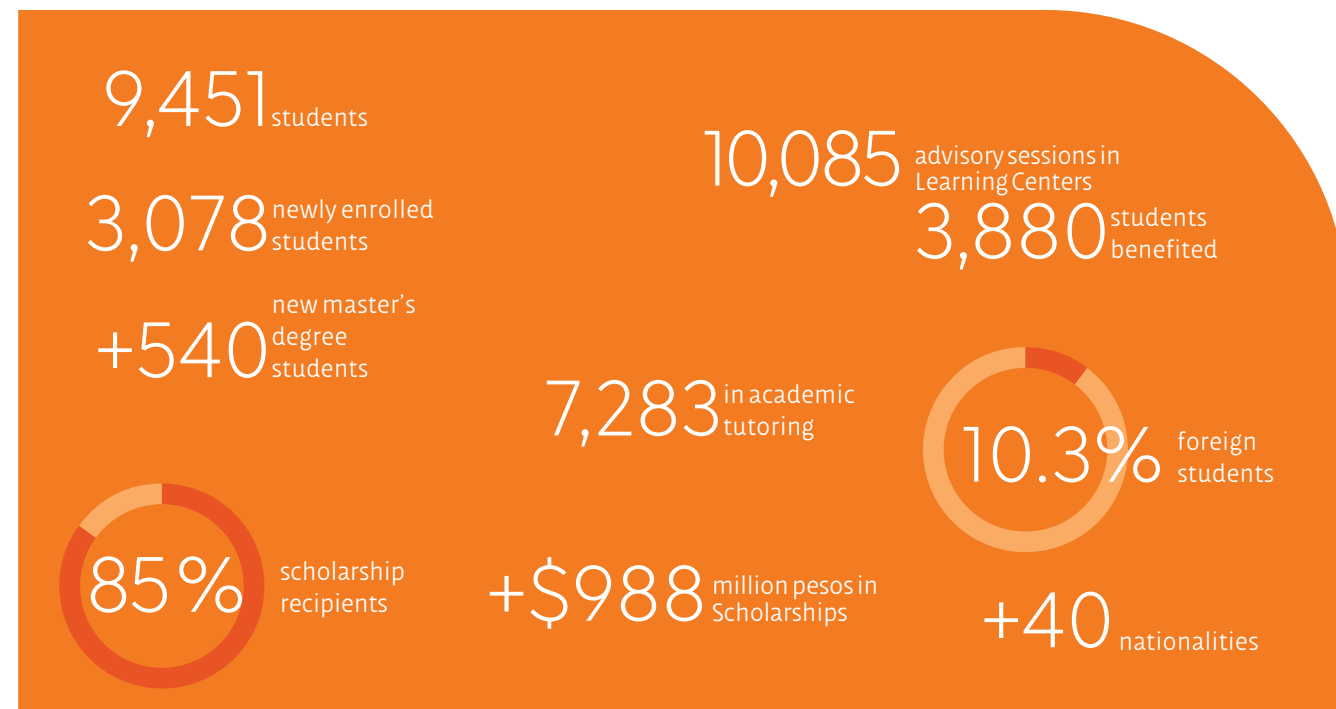 9,451 students
3,078 newly enrolled
students
+540 new master’s
degree
students
85% scholarship
recipients
10,085 advisory sessions in
Learning Centers
3,880 students
benefited
7,283 in academic
tutoring
10.3% foreign
students
+$988 million pesos in
Scholarships
+40 nationalities